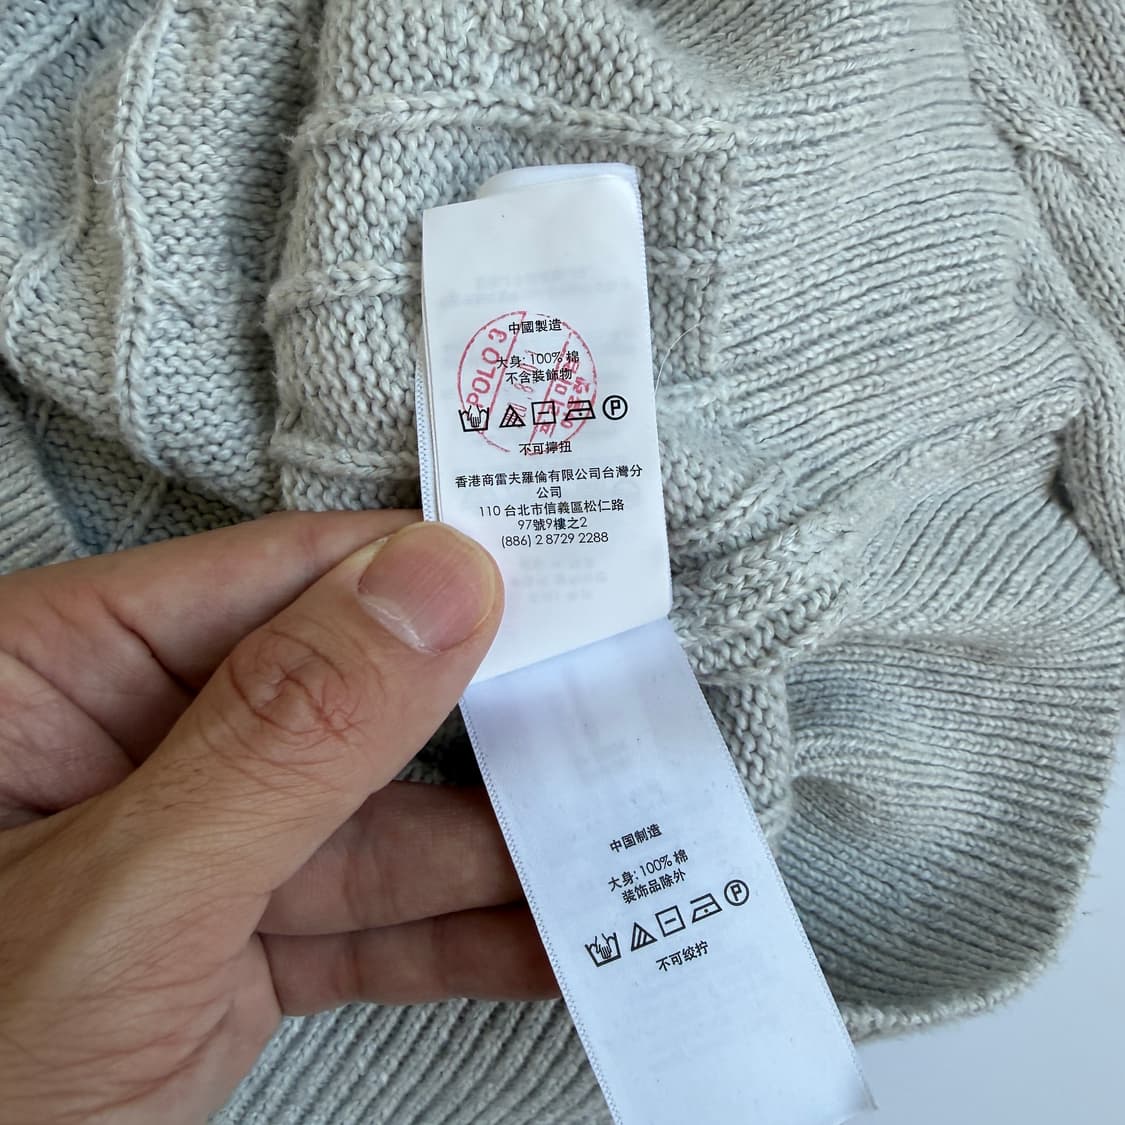 中國製造
POLO 3
大身: 100% 棉
不含裝飾物
不可擰扭
香港商雷夫羅倫有限公司台灣分
公司
110 台北市信義區松仁路
97號9樓之2
(886) 2 8729 2288
中国制造
大身: 100% 棉
装饰品除外
不可绞拧